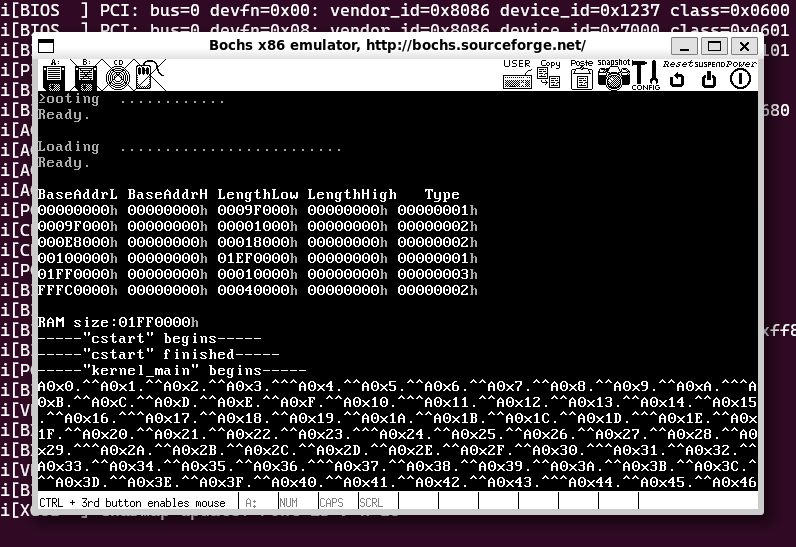 i[BIOS  ] PCI: bus=0 devfn=0x00: vendor_id=0x8086 device_id=0x1237 class=0x0600
i[BIOS  ] PCI: bus=0 devfn=0x08: vendor_id=0x8086 device_id=0x7000 class=0x0601
Bochs x86 emulator, http://bochs.sourceforge.net/
A: B: CD USER Copy Paste snapshot CONFIG Reset SUSPEND Power
ooting  ............
Ready.
Loading  .........................
Ready.
BaseAddrL BaseAddrH LengthLow LengthHigh   Type
00000000h 00000000h 0009F000h 00000000h 00000001h
0009F000h 00000000h 00001000h 00000000h 00000002h
000E8000h 00000000h 00018000h 00000000h 00000002h
00100000h 00000000h 01EF0000h 00000000h 00000001h
01FF0000h 00000000h 00010000h 00000000h 00000003h
FFFC0000h 00000000h 00040000h 00000000h 00000002h
RAM size:01FF0000h
-----"cstart" begins-----
-----"cstart" finished-----
-----"kernel_main" begins-----
A0x0.^^A0x1.^^A0x2.^^A0x3.^^^A0x4.^^A0x5.^^A0x6.^^A0x7.^^A0x8.^^A0x9.^^A0xA.^^^A
0xB.^^A0xC.^^A0xD.^^A0xE.^^A0xF.^^A0x10.^^^A0x11.^^A0x12.^^A0x13.^^A0x14.^^A0x15
.^^A0x16.^^^A0x17.^^A0x18.^^A0x19.^^A0x1A.^^A0x1B.^^A0x1C.^^A0x1D.^^^A0x1E.^^A0x
1F.^^A0x20.^^A0x21.^^A0x22.^^A0x23.^^^A0x24.^^A0x25.^^A0x26.^^A0x27.^^A0x28.^^A0
x29.^^^A0x2A.^^A0x2B.^^A0x2C.^^A0x2D.^^A0x2E.^^A0x2F.^^A0x30.^^^A0x31.^^A0x32.^^
A0x33.^^A0x34.^^A0x35.^^A0x36.^^^A0x37.^^A0x38.^^A0x39.^^A0x3A.^^A0x3B.^^A0x3C.^
^^A0x3D.^^A0x3E.^^A0x3F.^^A0x40.^^A0x41.^^A0x42.^^A0x43.^^^A0x44.^^A0x45.^^A0x46
CTRL + 3rd button enables mouse A: NUM CAPS SCRL